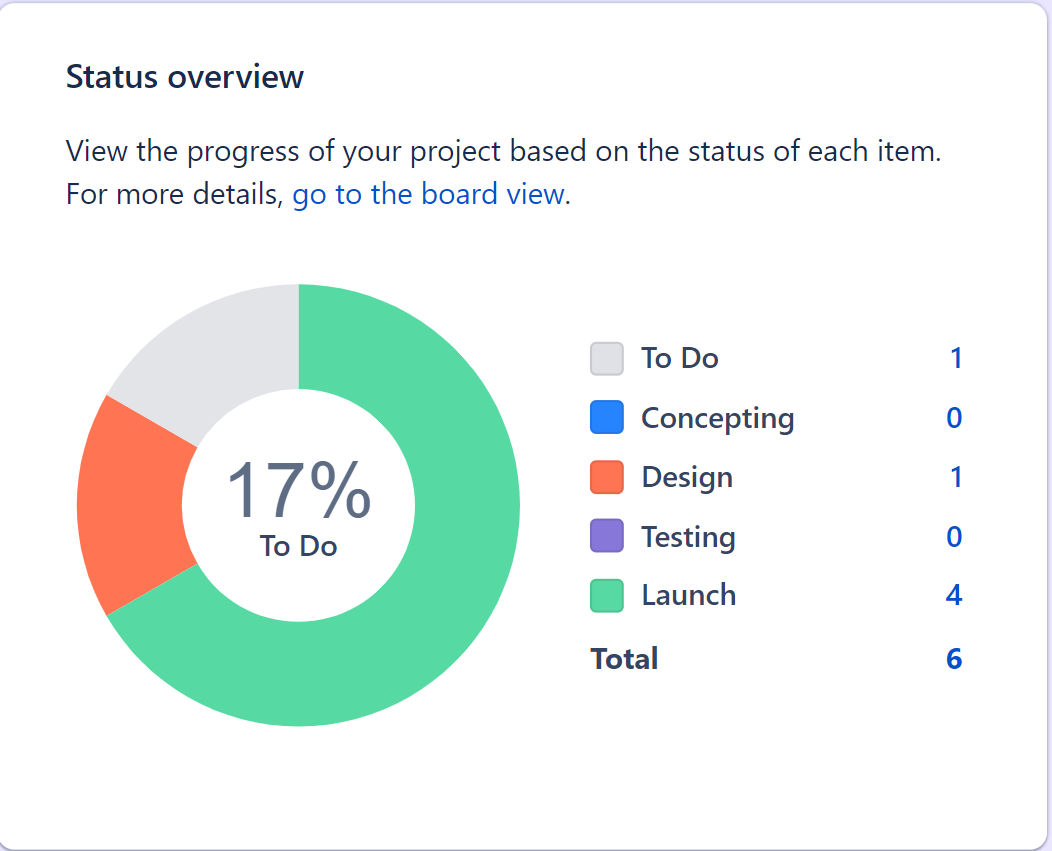 Status overview
View the progress of your project based on the status of each item.
For more details, go to the board view.
17%
To Do
To Do 1
Concepting 0
Design 1
Testing 0
Launch 4
Total 6